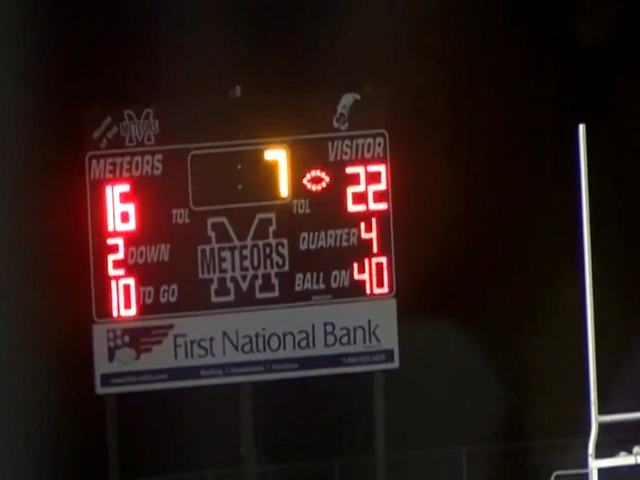 M
METEORS
METEORS 7 VISITOR
16 22
TOL TOL
M
METEORS
QUARTER 4
2 DOWN
BALL ON 40
10 TO GO
First National Bank